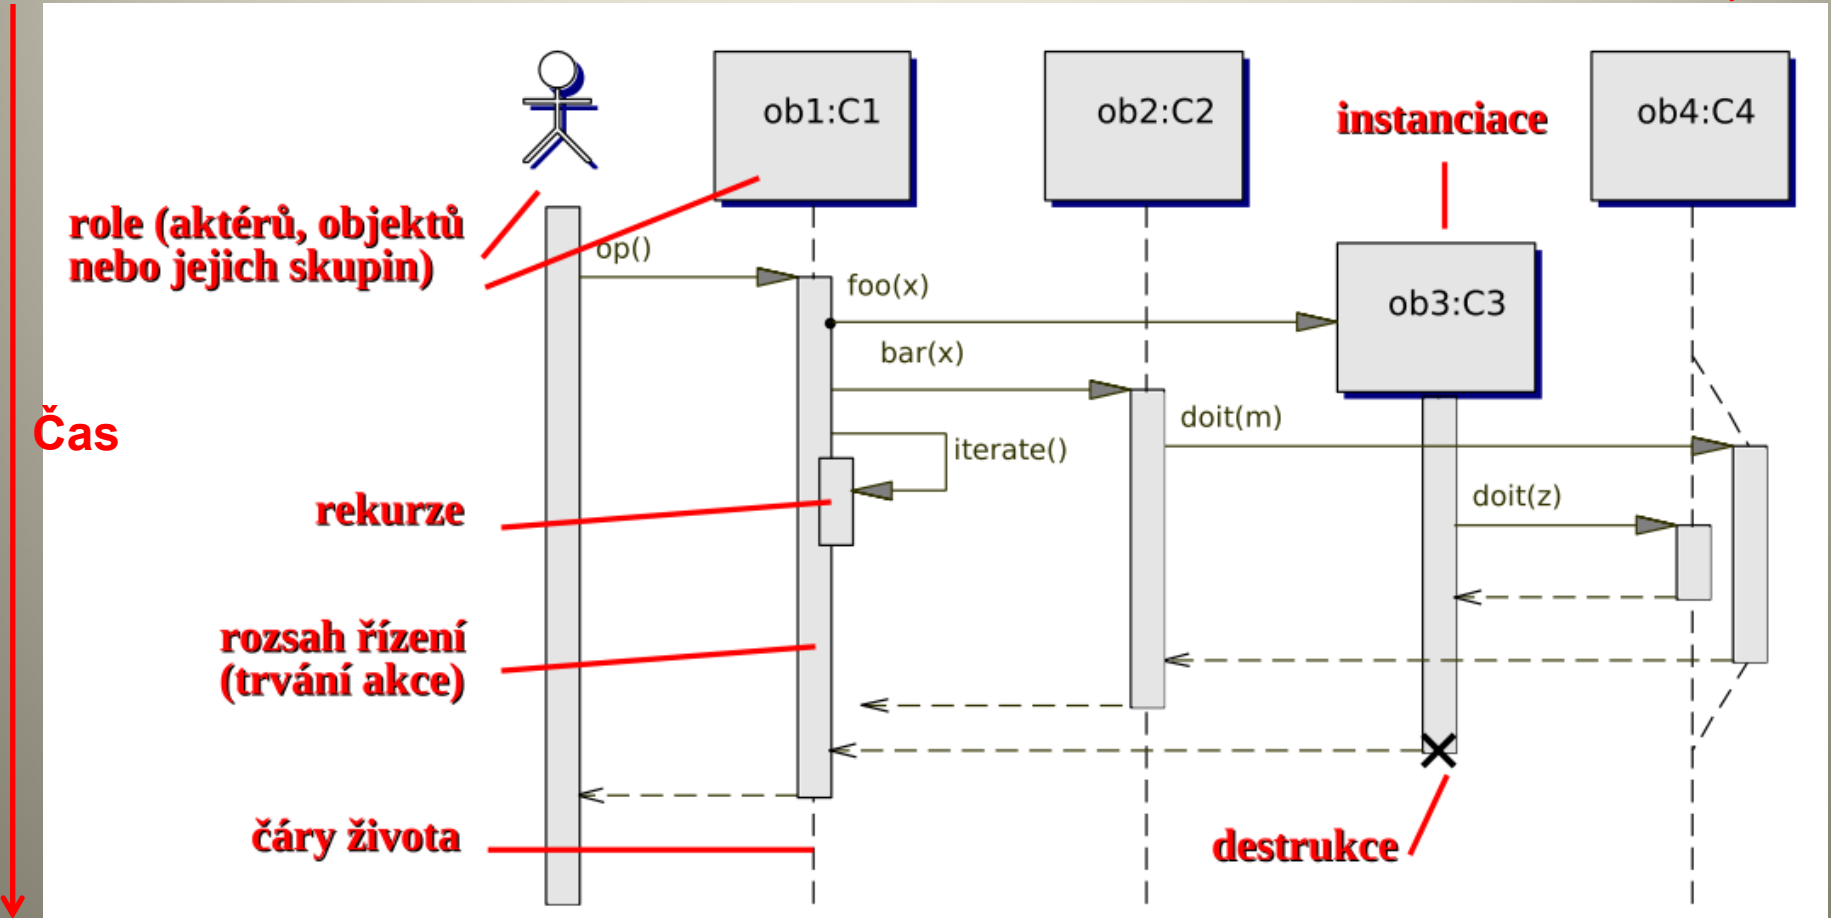 ob1:C1
ob2:C2
instanciace
ob4:C4
role (aktérů, objektů
nebo jejich skupin)
op()
foo(x)
ob3:C3
bar(x)
doit(m)
Čas
iterate()
rekurze
doit(z)
rozsah řízení
(trvání akce)
čáry života
destrukce